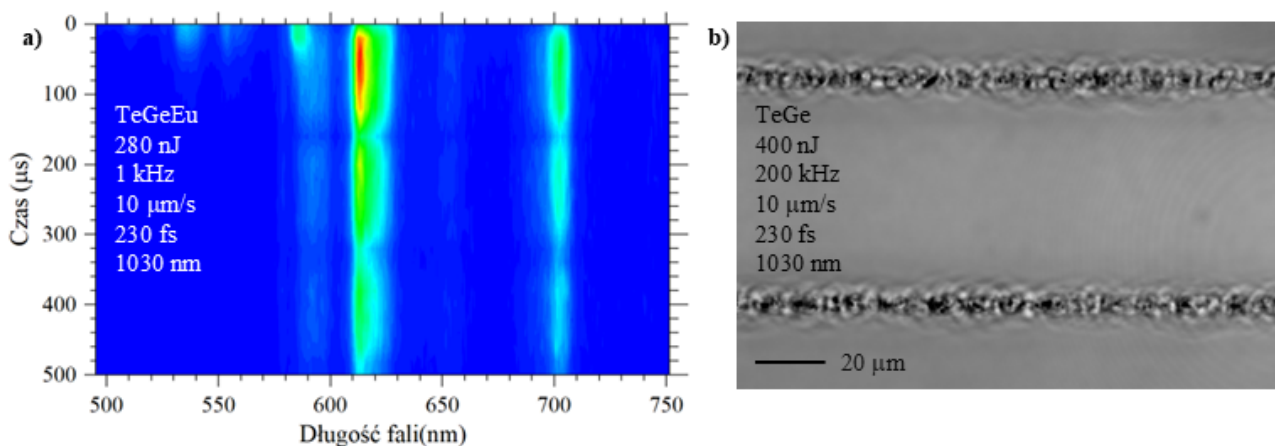 a)
0
100
200
300
400
500
Czas (μs)
TeGeEu
280 nJ
1 kHz
10 μm/s
230 fs
1030 nm
500
550
600
650
700
750
Długość fali(nm)
b)
TeGe
400 nJ
200 kHz
10 μm/s
230 fs
1030 nm
20 μm